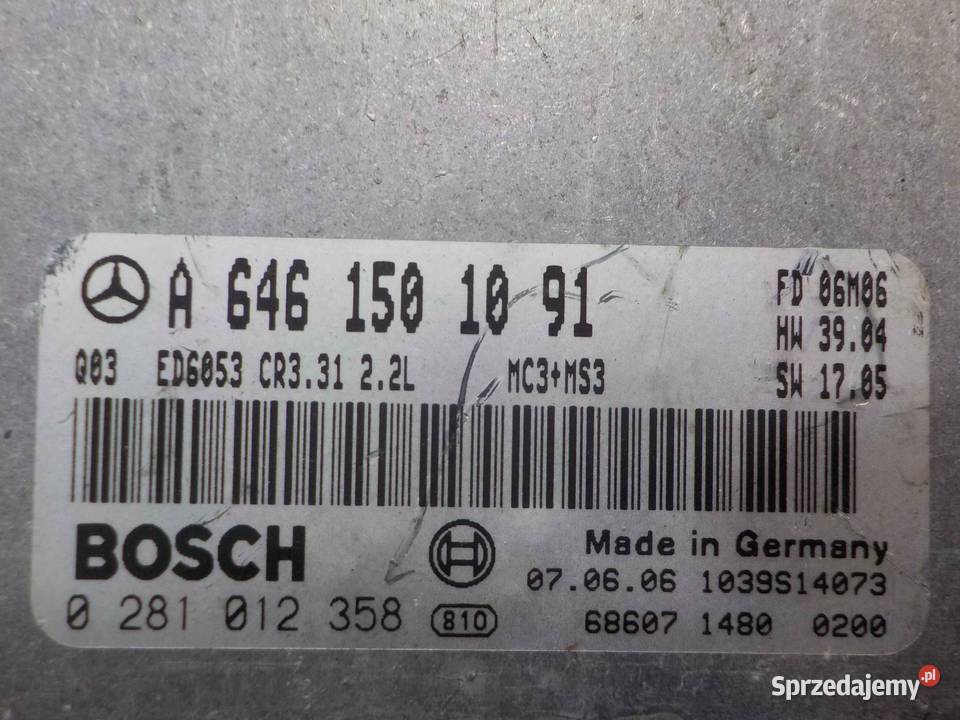 A 646 150 10 91
FD 06M06
HW 39.04
Q03 ED6053 CR3.31 2.2L MC3+MS3
SW 17.05
BOSCH
Made in Germany
07.06.06 1039S14073
0 281 012 358 810
68607 1480 0200
Sprzedajemy.pl